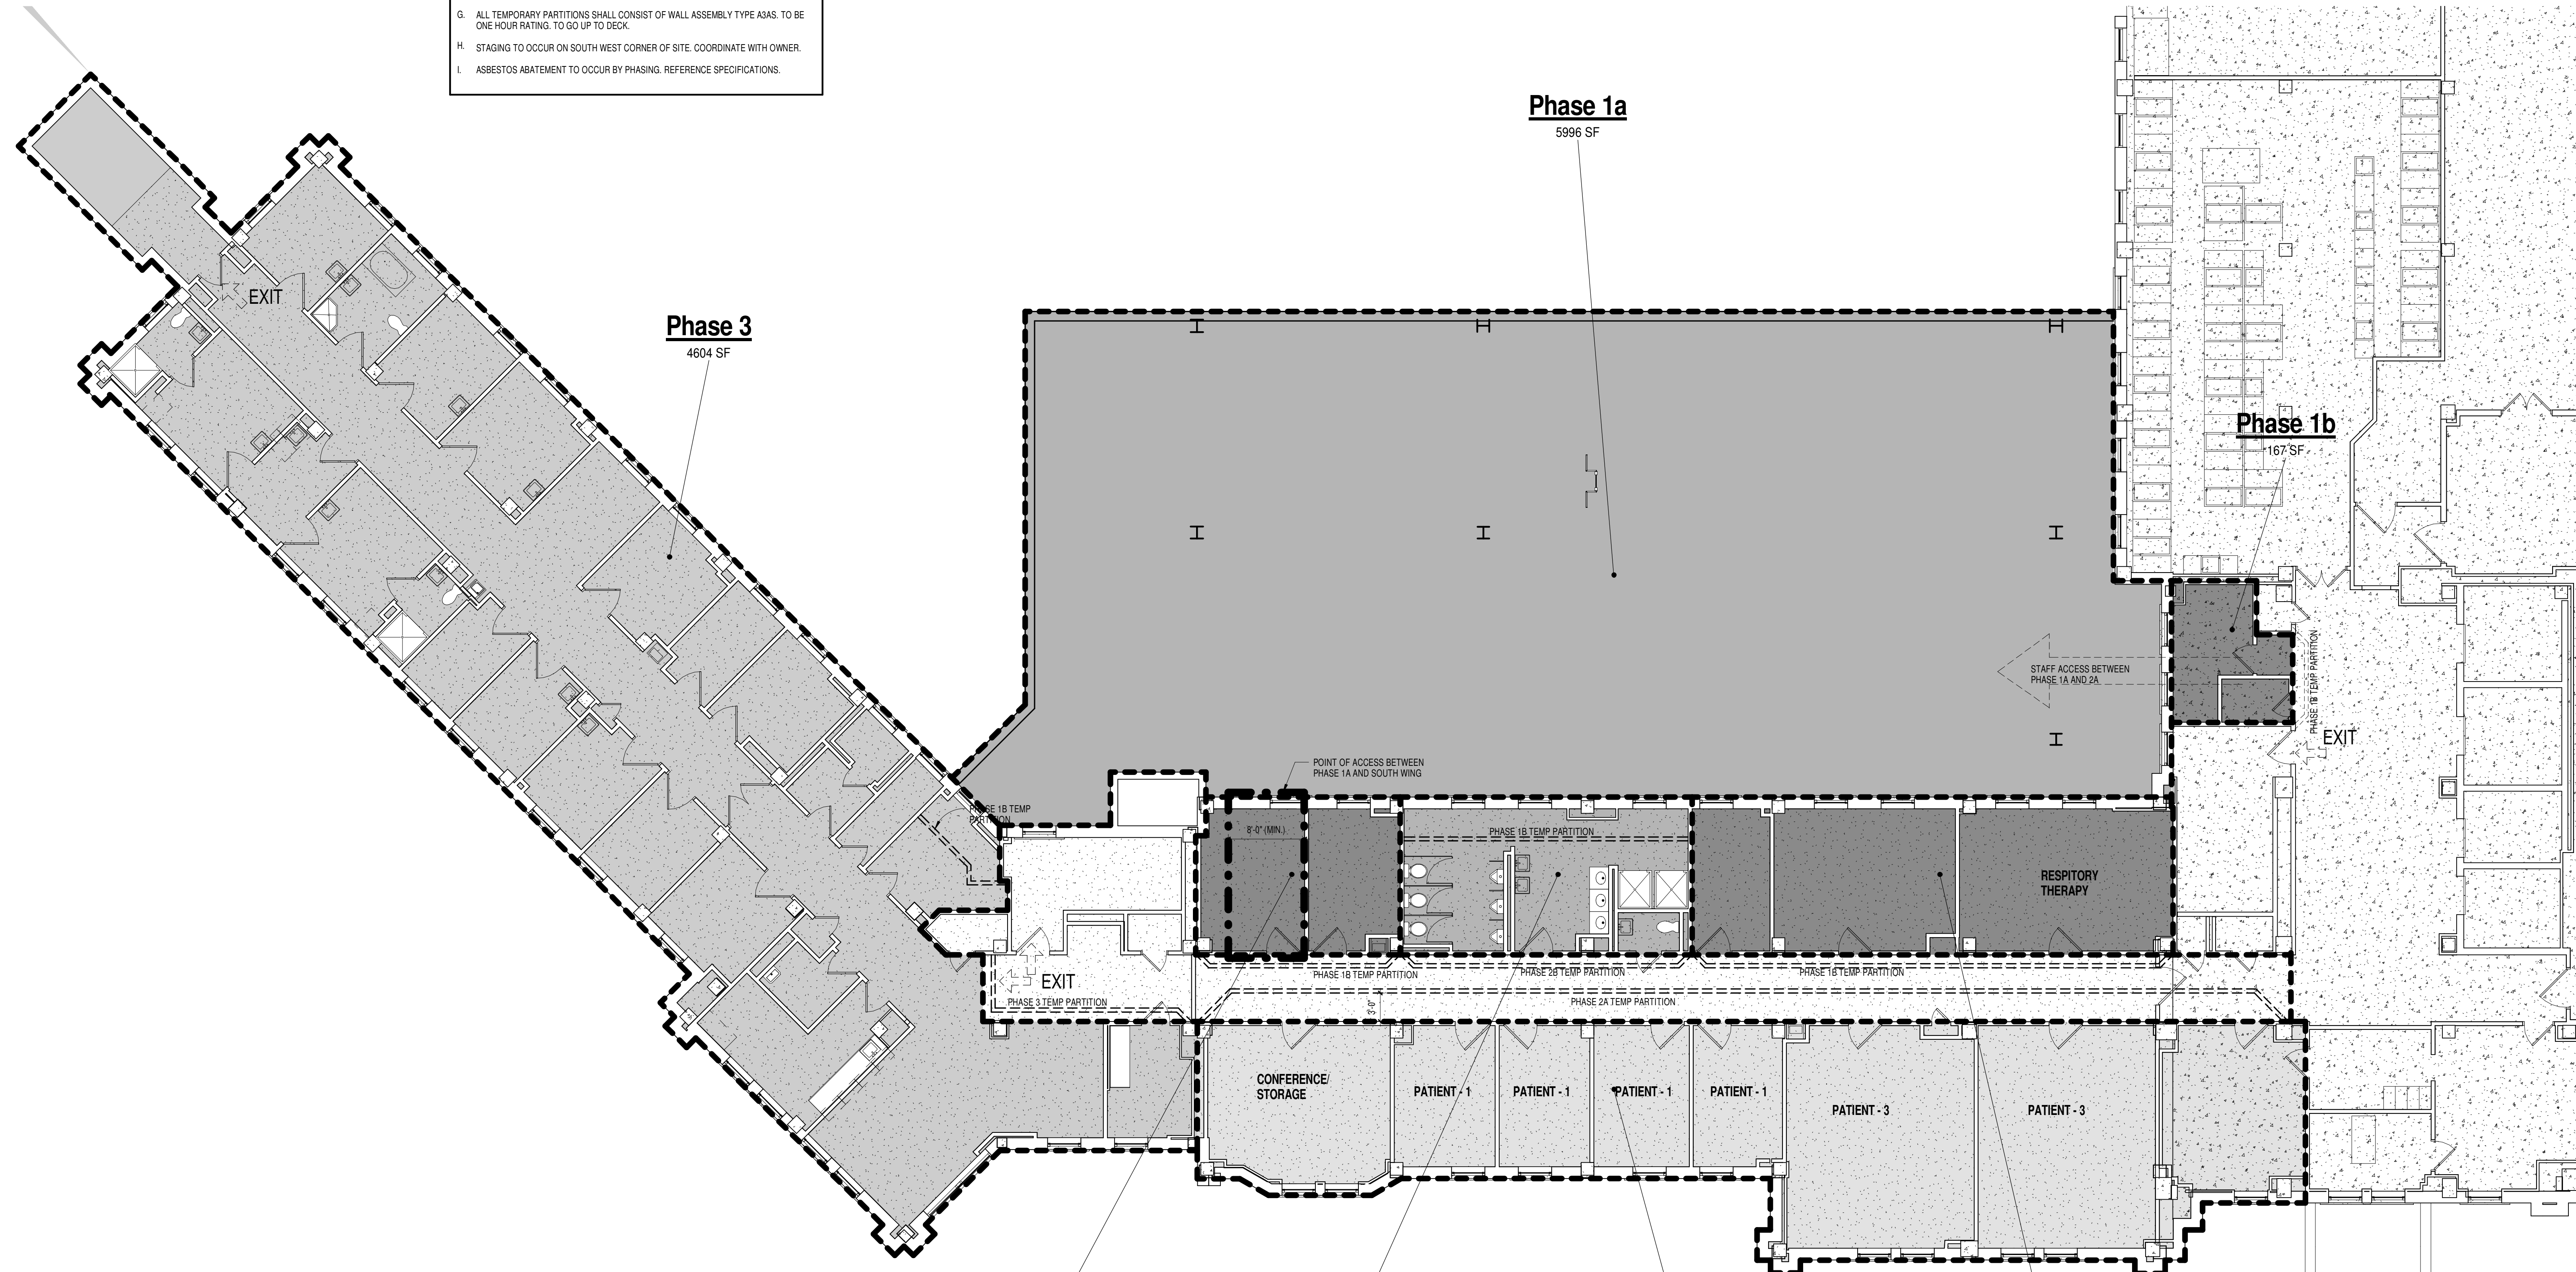 G. ALL TEMPORARY PARTITIONS SHALL CONSIST OF WALL ASSEMBLY TYPE A3AS. TO BE
ONE HOUR RATING. TO GO UP TO DECK.
H. STAGING TO OCCUR ON SOUTH WEST CORNER OF SITE. COORDINATE WITH OWNER.
I. ASBESTOS ABATEMENT TO OCCUR BY PHASING. REFERENCE SPECIFICATIONS.
Phase 1a
5996 SF
EXIT
Phase 3
4604 SF
Phase 1b
167 SF
STAFF ACCESS BETWEEN
PHASE 1A AND 2A
PHASE 1B TEMP PARTITION
EXIT
POINT OF ACCESS BETWEEN
PHASE 1A AND SOUTH WING
PHASE 1B TEMP
PARTITION
8'-0" (MIN.)
PHASE 1B TEMP PARTITION
RESPITORY
THERAPY
PHASE 1B TEMP PARTITION
PHASE 2B TEMP PARTITION
PHASE 1B TEMP PARTITION
EXIT
PHASE 3 TEMP PARTITION
3'-0"
PHASE 2A TEMP PARTITION
CONFERENCE/
STORAGE
PATIENT - 1
PATIENT - 1
PATIENT - 1
PATIENT - 1
PATIENT - 3
PATIENT - 3